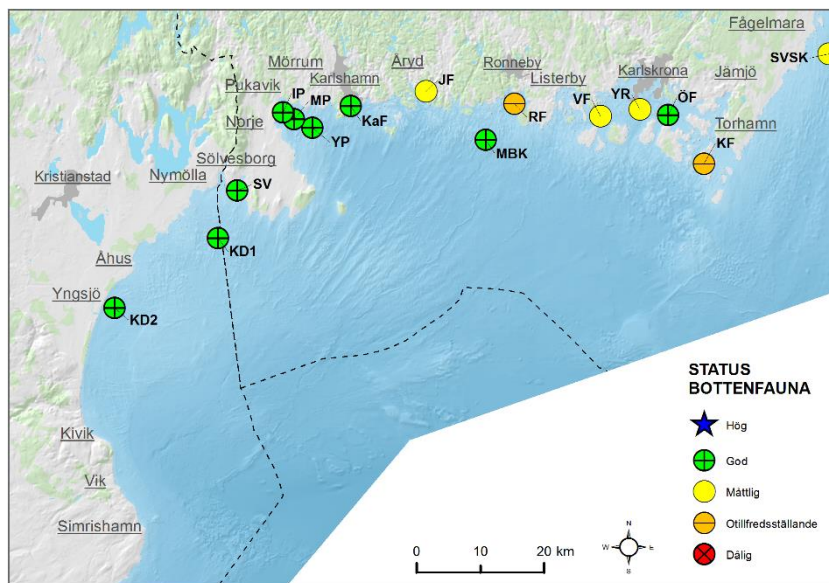 Fågelmara
SVSK
Mörrum
Åryd
JF
Ronneby
Listerby
Karlskrona
Jämjö
Pukavik
IP
MP
Karlshamn
KaF
RF
VF
YR
ÖF
Norje
YP
MBK
Torhamn
KF
Sölvesborg
Nymölla
SV
Kristianstad
KD1
Åhus
Yngsjö
KD2
Kivik
Vik
Simrishamn
STATUS
BOTTENFAUNA
Hög
God
Måttlig
Otillfredsställande
Dålig
N
W
E
S
0 10 20 km